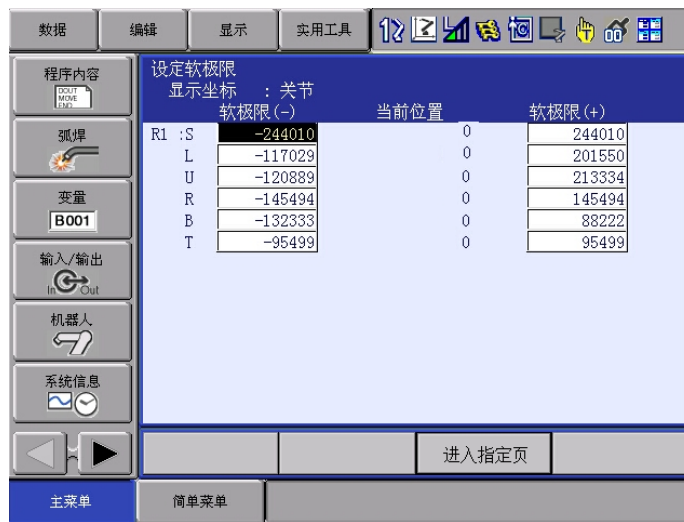 数据 编辑 显示 实用工具
程序内容
DOUT
MOVE
END
弧焊
变量
B001
输入/输出
In Out
机器人
系统信息
设定软极限
显示坐标 : 关节
软极限(-) 当前位置 软极限(+)
R1 :S -244010 0 244010
L -117029 0 201550
U -120889 0 213334
R -145494 0 145494
B -132333 0 88222
T -95499 0 95499
进入指定页
主菜单 简单菜单